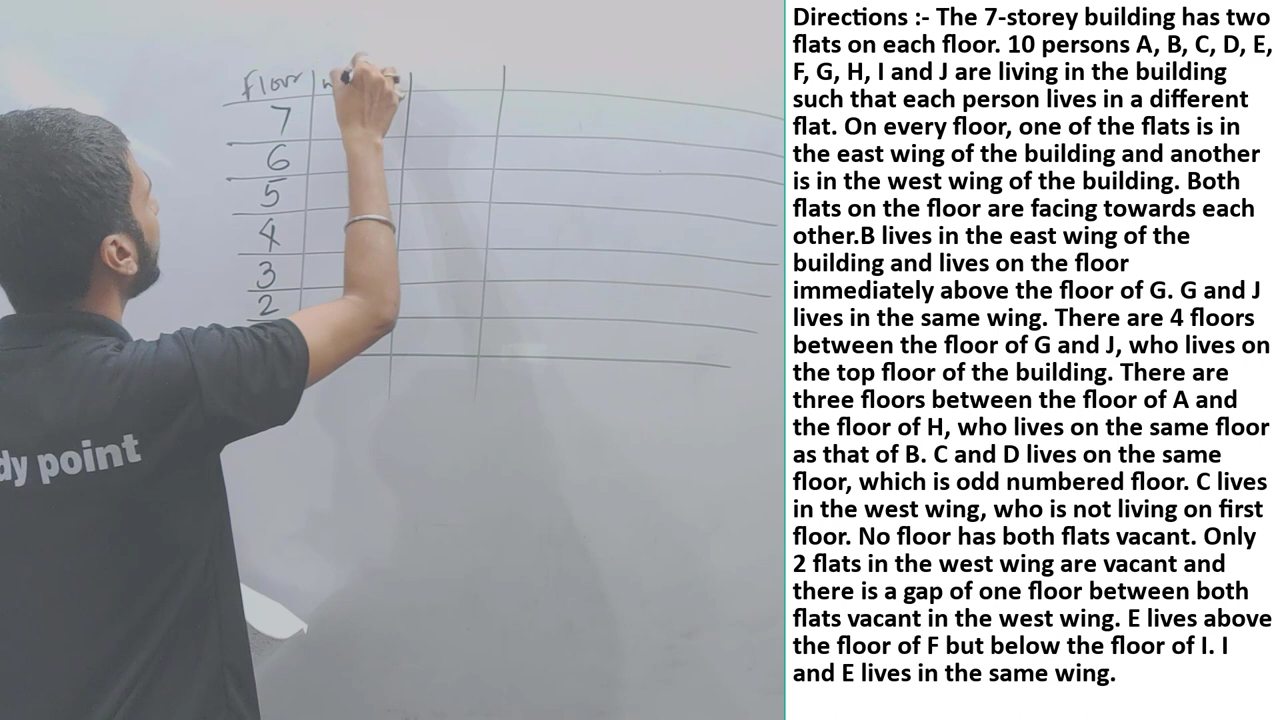 Floor
7
6
5
4
3
2
dy point
Directions :- The 7-storey building has two
flats on each floor. 10 persons A, B, C, D, E,
F, G, H, I and J are living in the building
such that each person lives in a different
flat. On every floor, one of the flats is in
the east wing of the building and another
is in the west wing of the building. Both
flats on the floor are facing towards each
other.B lives in the east wing of the
building and lives on the floor
immediately above the floor of G. G and J
lives in the same wing. There are 4 floors
between the floor of G and J, who lives on
the top floor of the building. There are
three floors between the floor of A and
the floor of H, who lives on the same floor
as that of B. C and D lives on the same
floor, which is odd numbered floor. C lives
in the west wing, who is not living on first
floor. No floor has both flats vacant. Only
2 flats in the west wing are vacant and
there is a gap of one floor between both
flats vacant in the west wing. E lives above
the floor of F but below the floor of I. I
and E lives in the same wing.